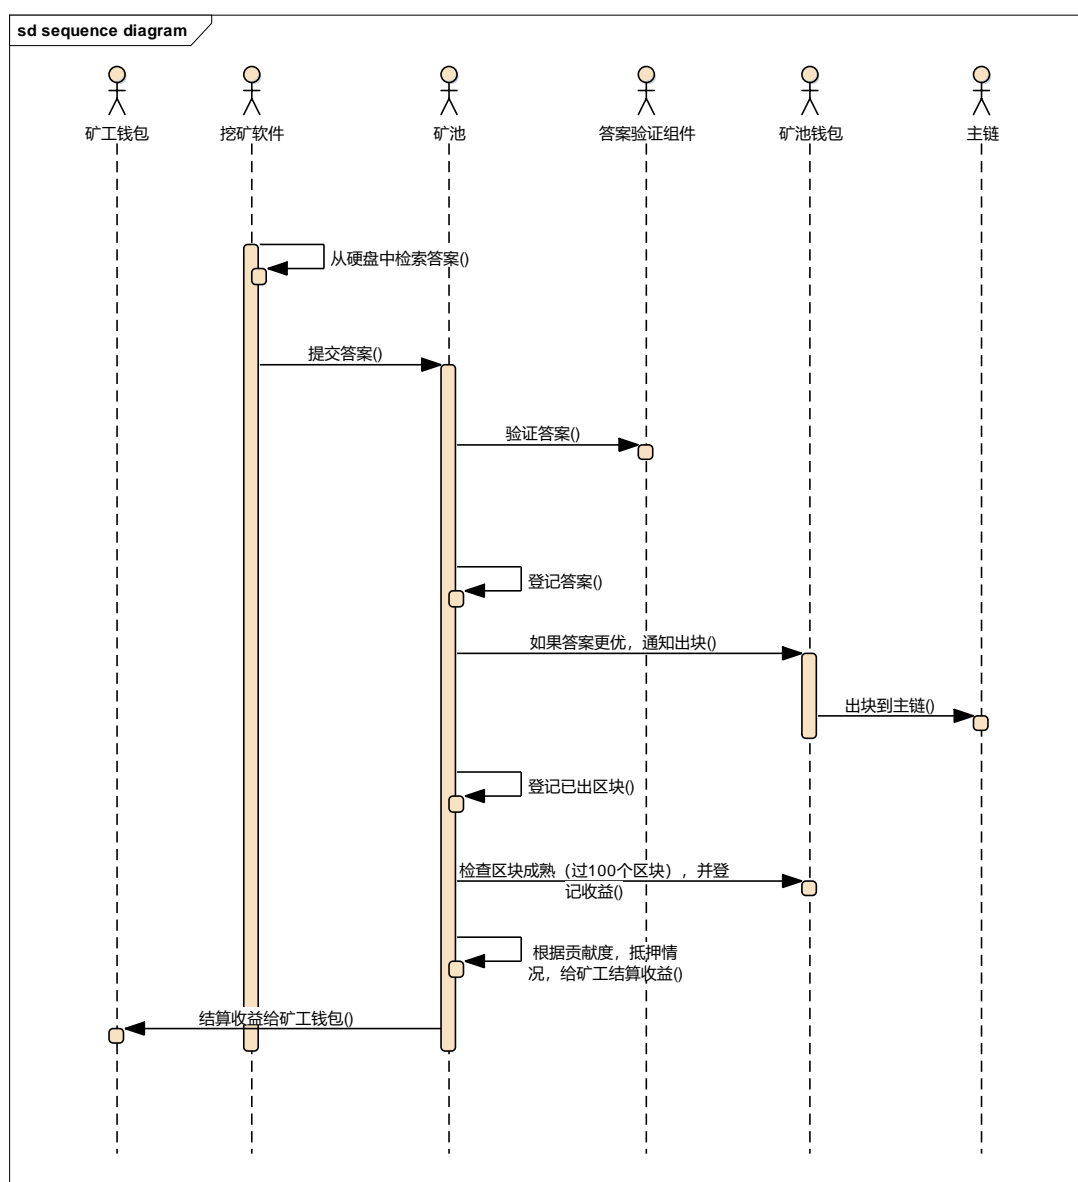 sd sequence diagram
矿工钱包
挖矿软件
矿池
答案验证组件
矿池钱包
主链
从硬盘中检索答案()
提交答案()
验证答案()
登记答案()
如果答案更优，通知出块()
出块到主链()
登记已出区块()
检查区块成熟（过100个区块），并登
记收益()
根据贡献度，抵押情
况，给矿工结算收益()
结算收益给矿工钱包()